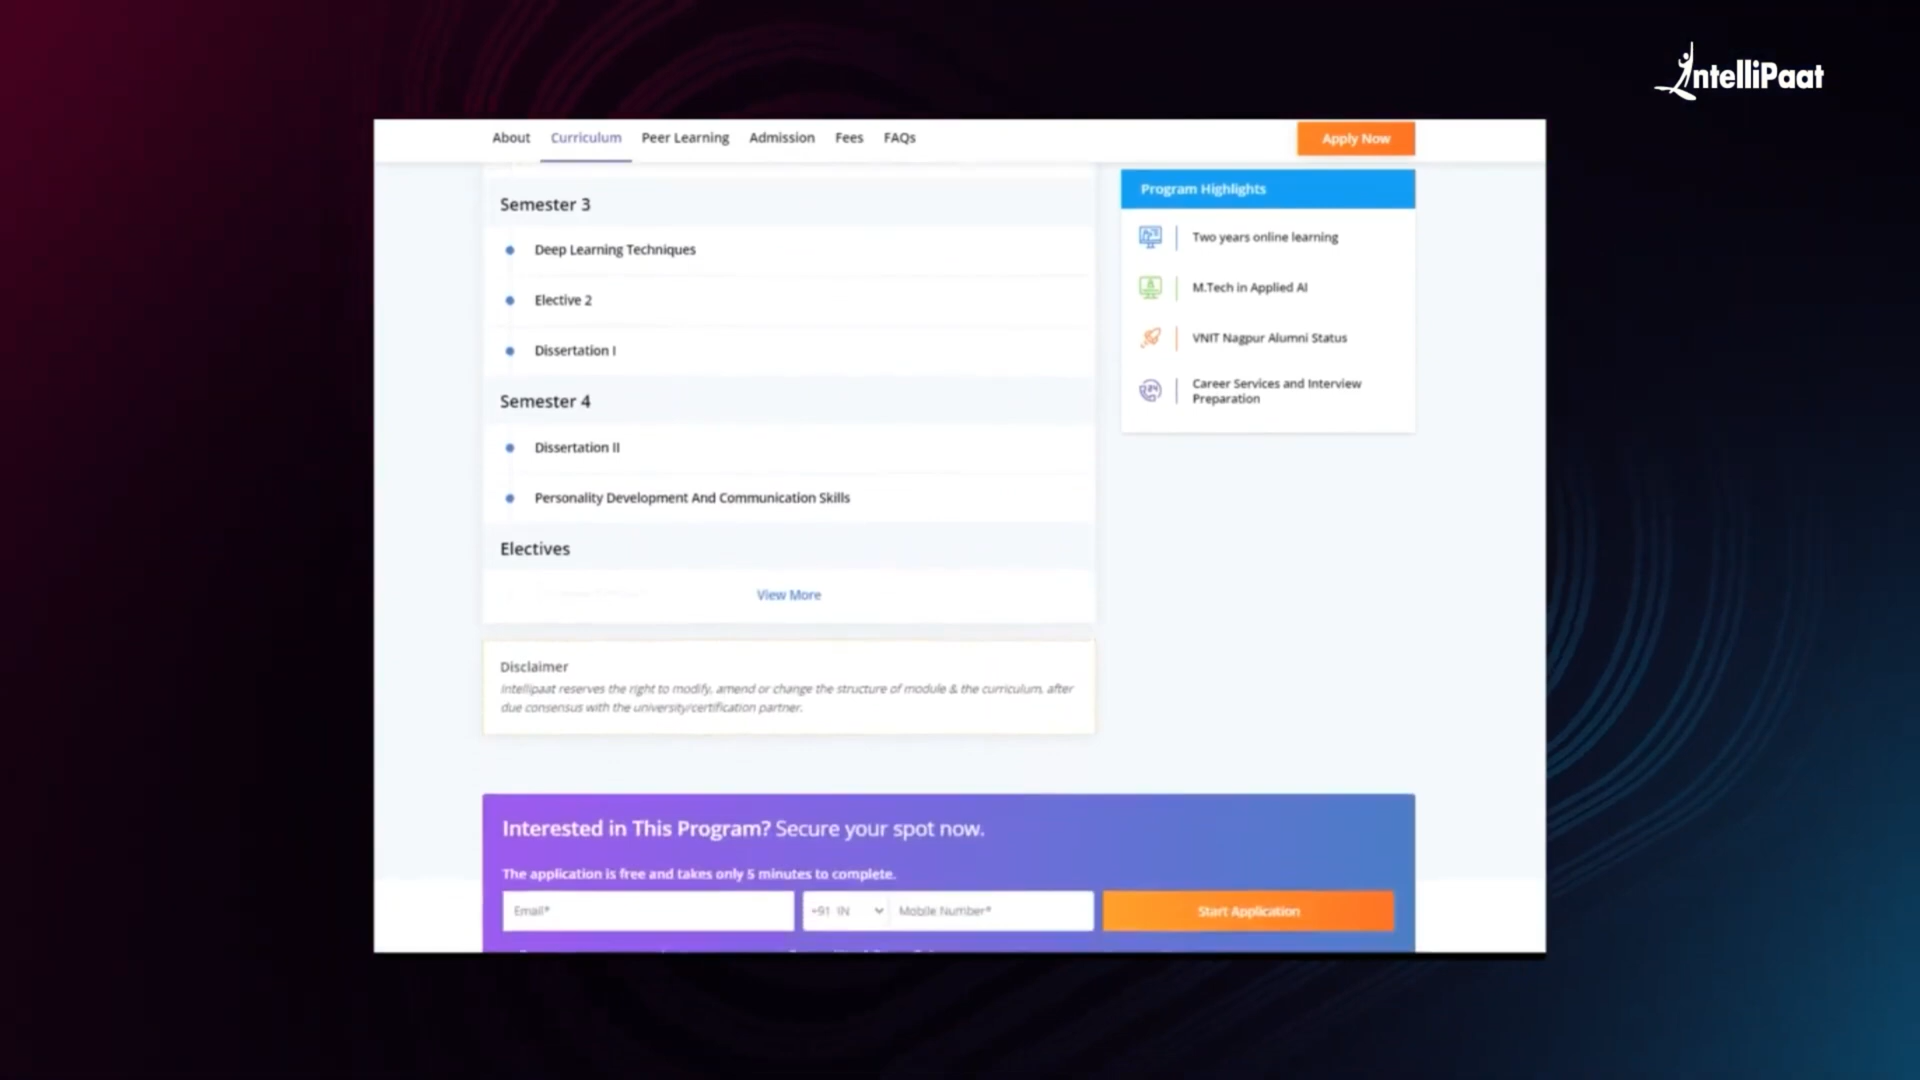 IntelliPaat
About Curriculum Peer Learning Admission Fees FAQs Apply Now
Semester 3
Deep Learning Techniques
Elective 2
Dissertation I
Semester 4
Dissertation II
Personality Development And Communication Skills
Electives
View More
Program Highlights
Two years online learning
M.Tech in Applied AI
VNIT Nagpur Alumni Status
Career Services and Interview
Preparation
Disclaimer
Intellipaat reserves the right to modify, amend or change the structure of module & the curriculum, after
due consensus with the university/certification partner.
Interested in This Program? Secure your spot now.
The application is free and takes only 5 minutes to complete.
Email* +91 IN Mobile Number* Start Application